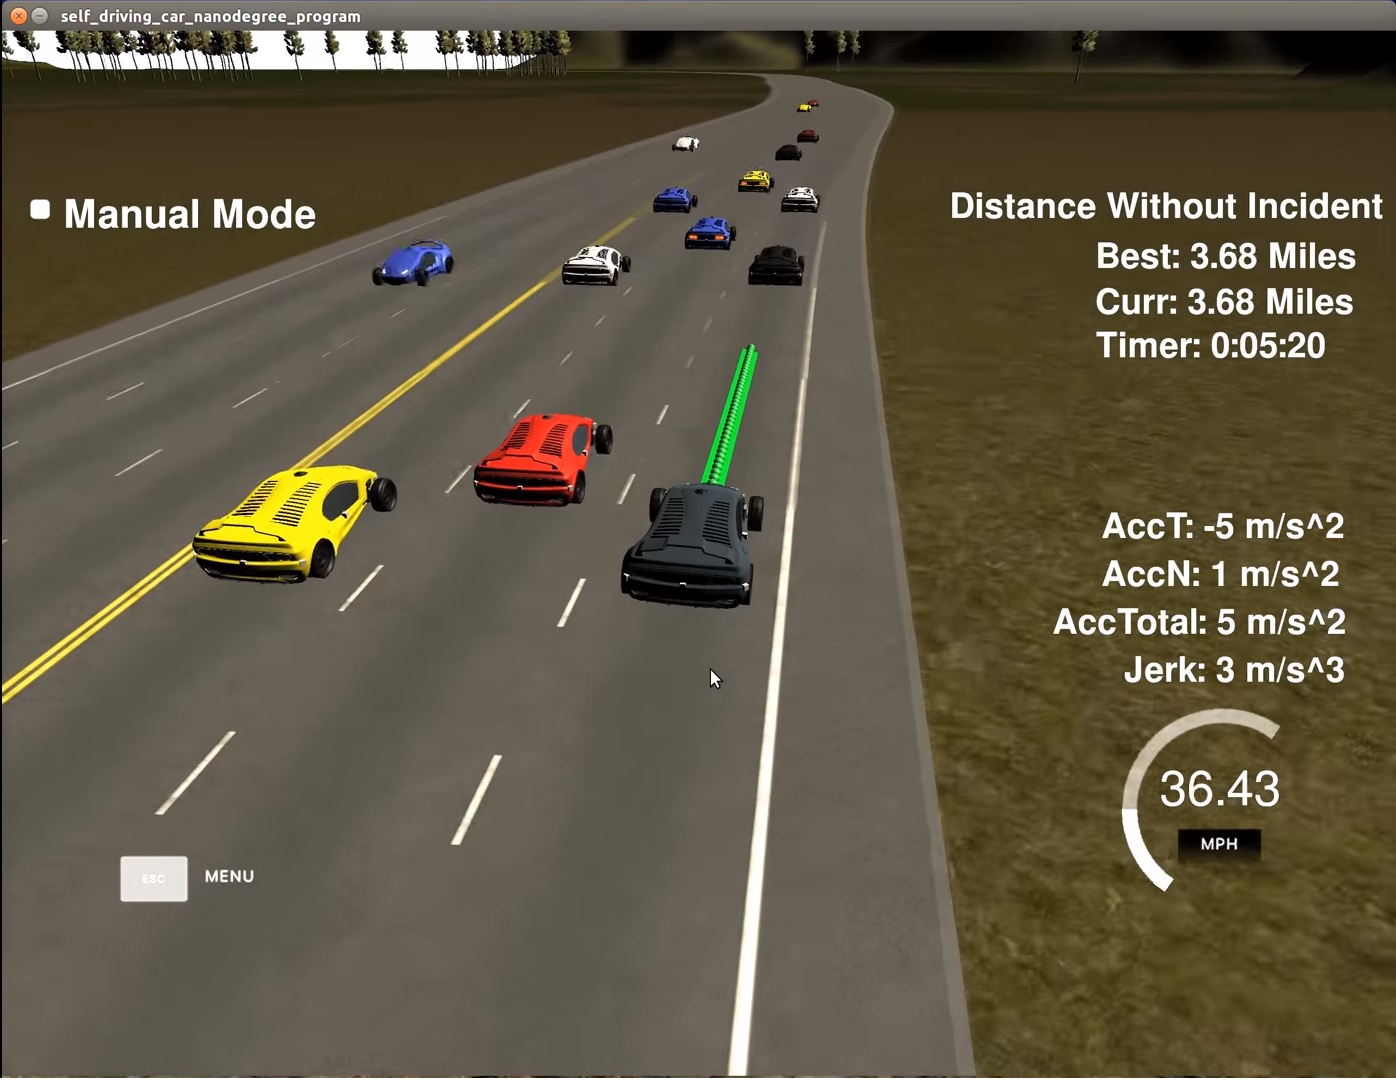 self_driving_car_nanodegree_program
Manual Mode
Distance Without Incident
Best: 3.68 Miles
Curr: 3.68 Miles
Timer: 0:05:20
AccT: -5 m/s^2
AccN: 1 m/s^2
AccTotal: 5 m/s^2
Jerk: 3 m/s^3
36.43
MPH
ESC MENU